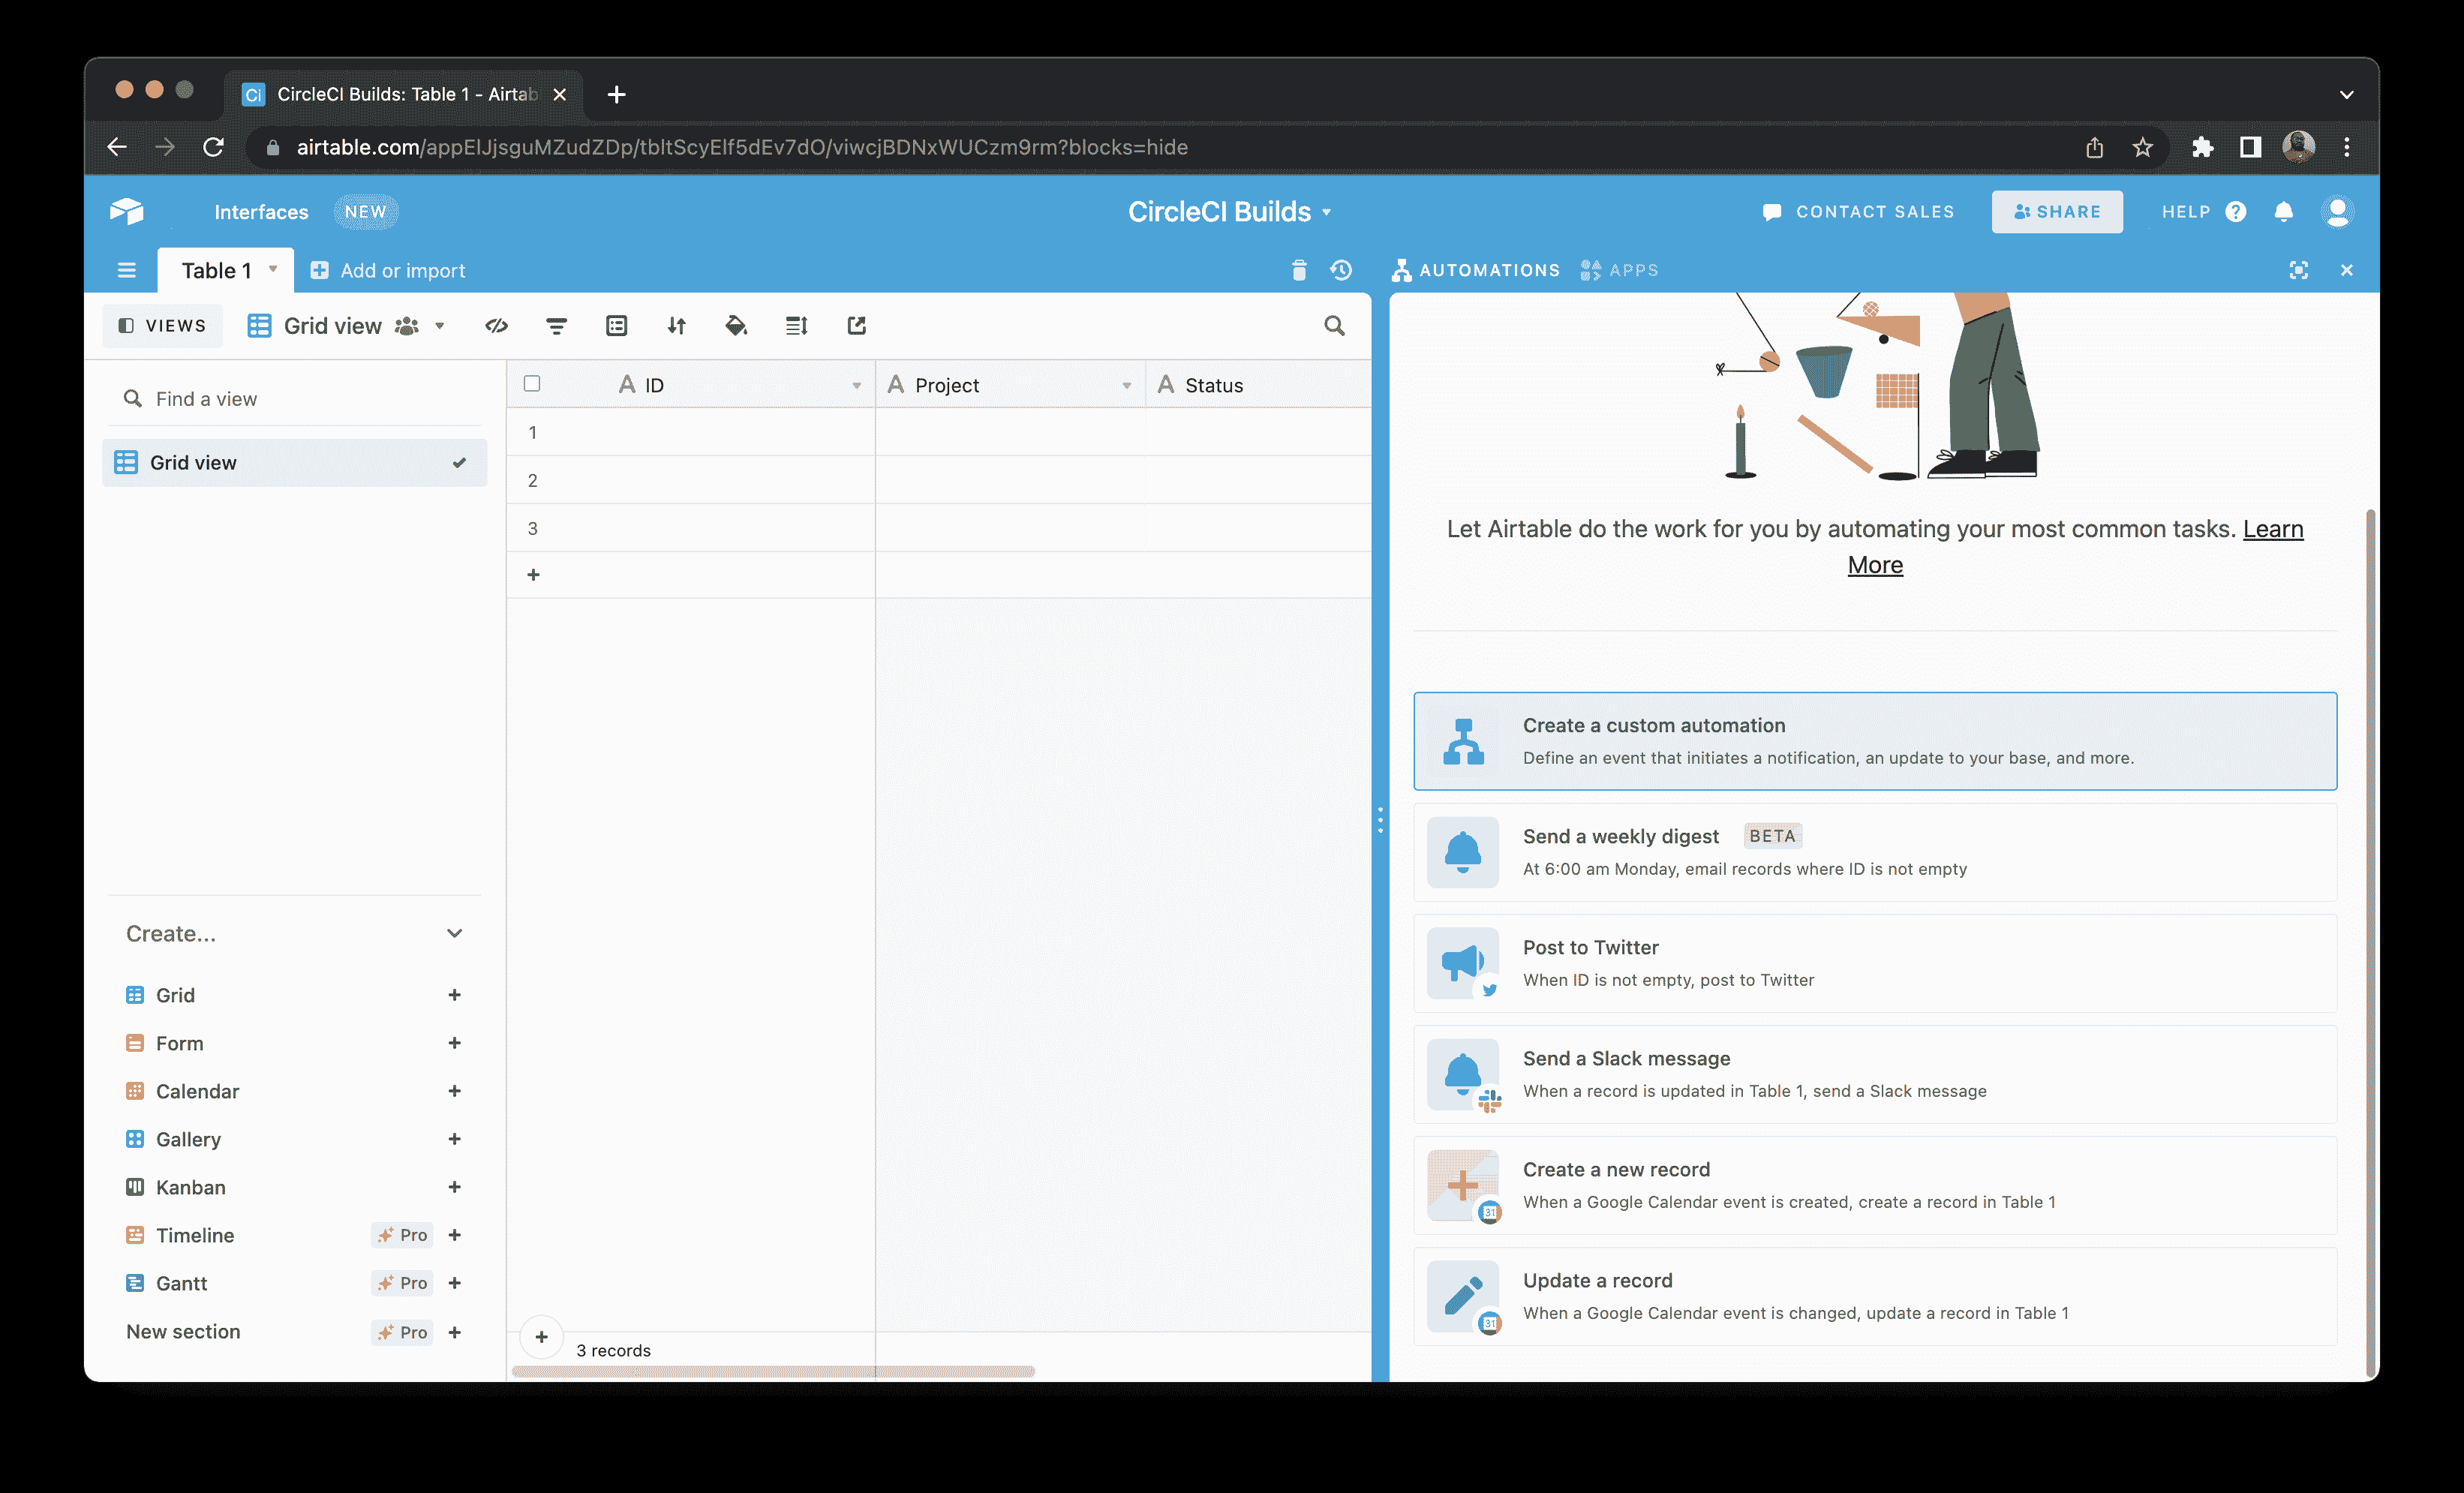 Ci CircleCI Builds: Table 1 - Airtab
airtable.com/appElJjsguMZudZDp/tbltScyElf5dEv7dO/viwcjBDNxWUCzm9rm?blocks=hide
Interfaces NEW
CircleCI Builds
CONTACT SALES
SHARE
HELP ?
Table 1
Add or import
AUTOMATIONS
APPS
VIEWS
Grid view
Find a view
Grid view
A ID
A Project
A Status
1
2
3
+
Create...
Grid +
Form +
Calendar +
Gallery +
Kanban +
Timeline Pro +
Gantt Pro +
New section Pro +
+
3 records
Let Airtable do the work for you by automating your most common tasks. Learn
More
Create a custom automation
Define an event that initiates a notification, an update to your base, and more.
Send a weekly digest BETA
At 6:00 am Monday, email records where ID is not empty
Post to Twitter
When ID is not empty, post to Twitter
Send a Slack message
When a record is updated in Table 1, send a Slack message
Create a new record
When a Google Calendar event is created, create a record in Table 1
31
Update a record
When a Google Calendar event is changed, update a record in Table 1
31